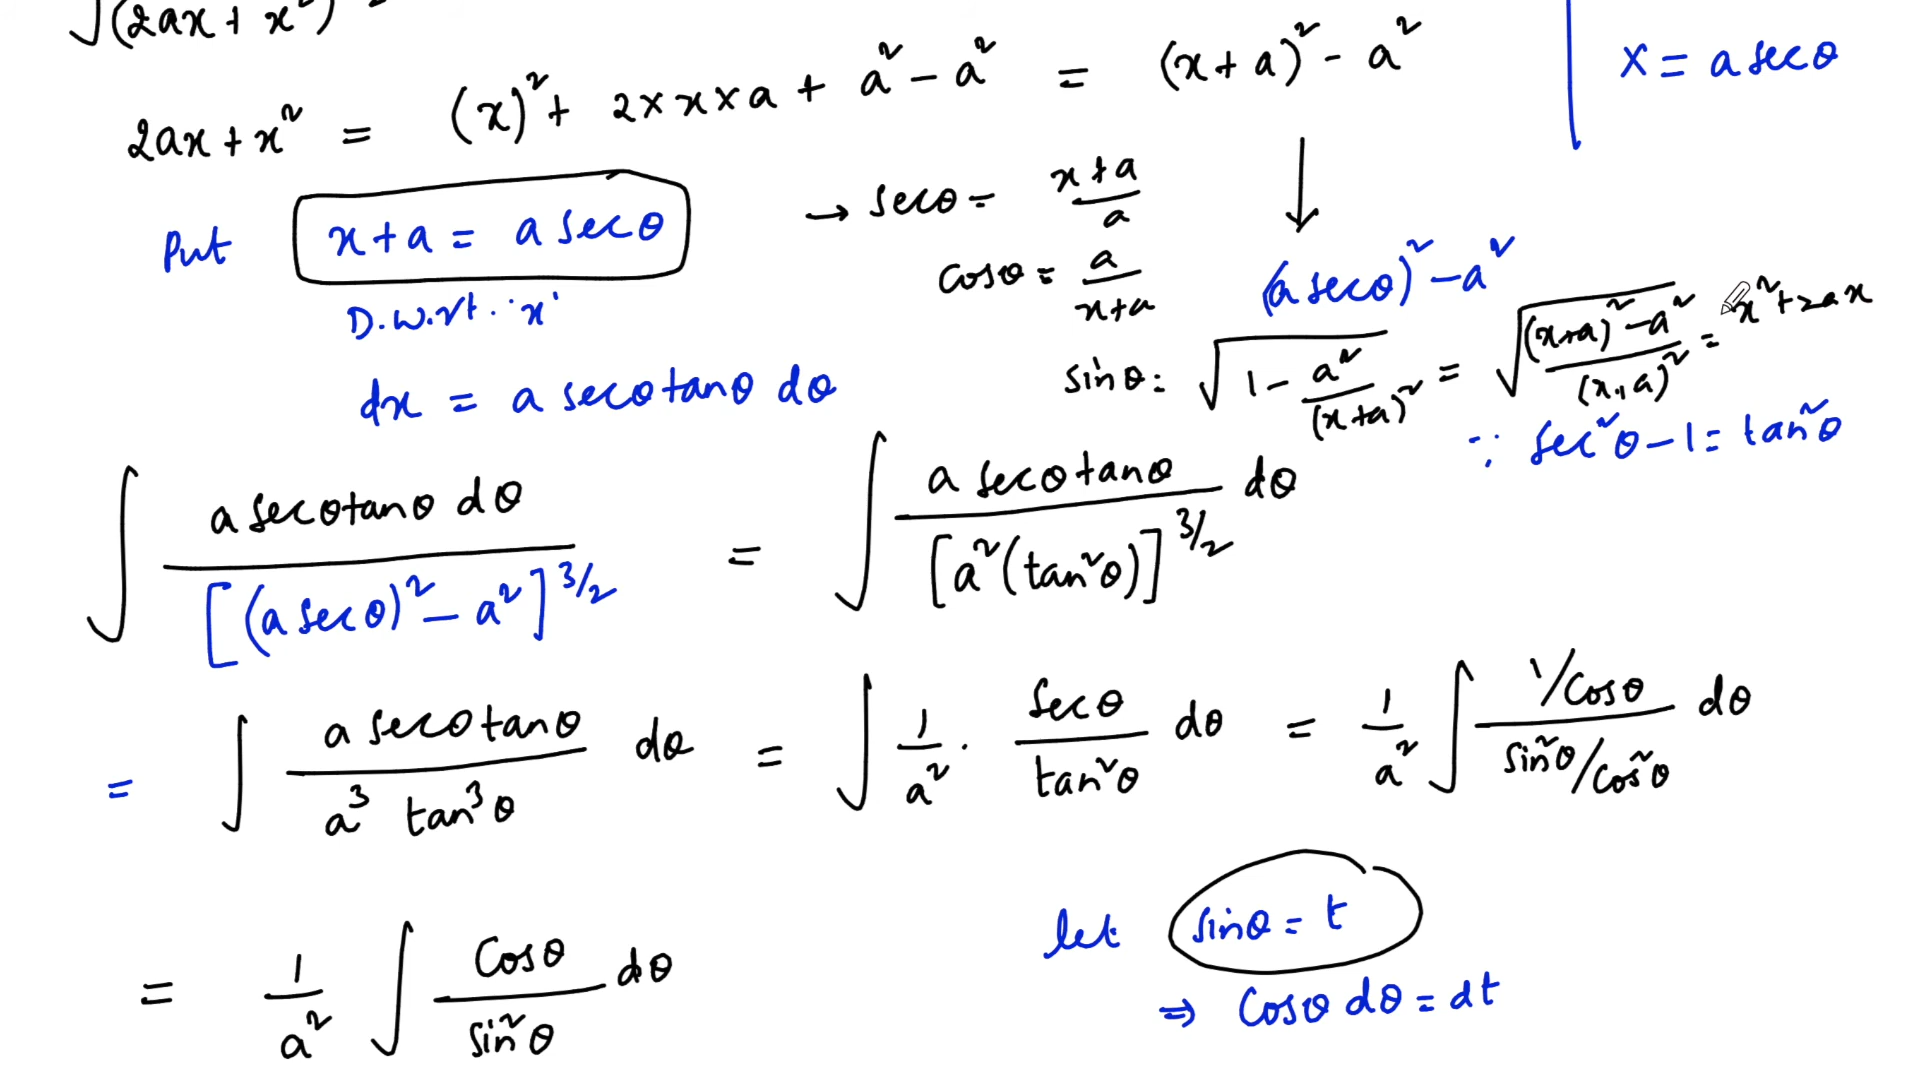 ∫(2ax + x²)
2ax + x² = (x)² + 2 × x × a + a² − a² = (x + a)² − a²
x = a secθ
Put x + a = a secθ
→ secθ = (x + a)/a
D.w.r.t. 'x'
cosθ = a/(x + a)
(a secθ)² − a²
dx = a secθ tanθ dθ
sinθ = √(1 − a²/(x + a)²) = √(((x + a)² − a²)/(x + a)²) = x² + 2ax
∵ sec²θ − 1 = tan²θ
∫ a secθ tanθ dθ / [(a secθ)² − a²]^3/2 = ∫ a secθ tanθ / [a²(tan²θ)]^3/2 dθ
= ∫ a secθ tanθ / a³ tan³θ dθ = ∫ 1/a² · secθ/tan²θ dθ = 1/a² ∫ (1/cosθ)/(sin²θ/cos²θ) dθ
let sinθ = t
= 1/a² ∫ cosθ/sin²θ dθ
⇒ cosθ dθ = dt